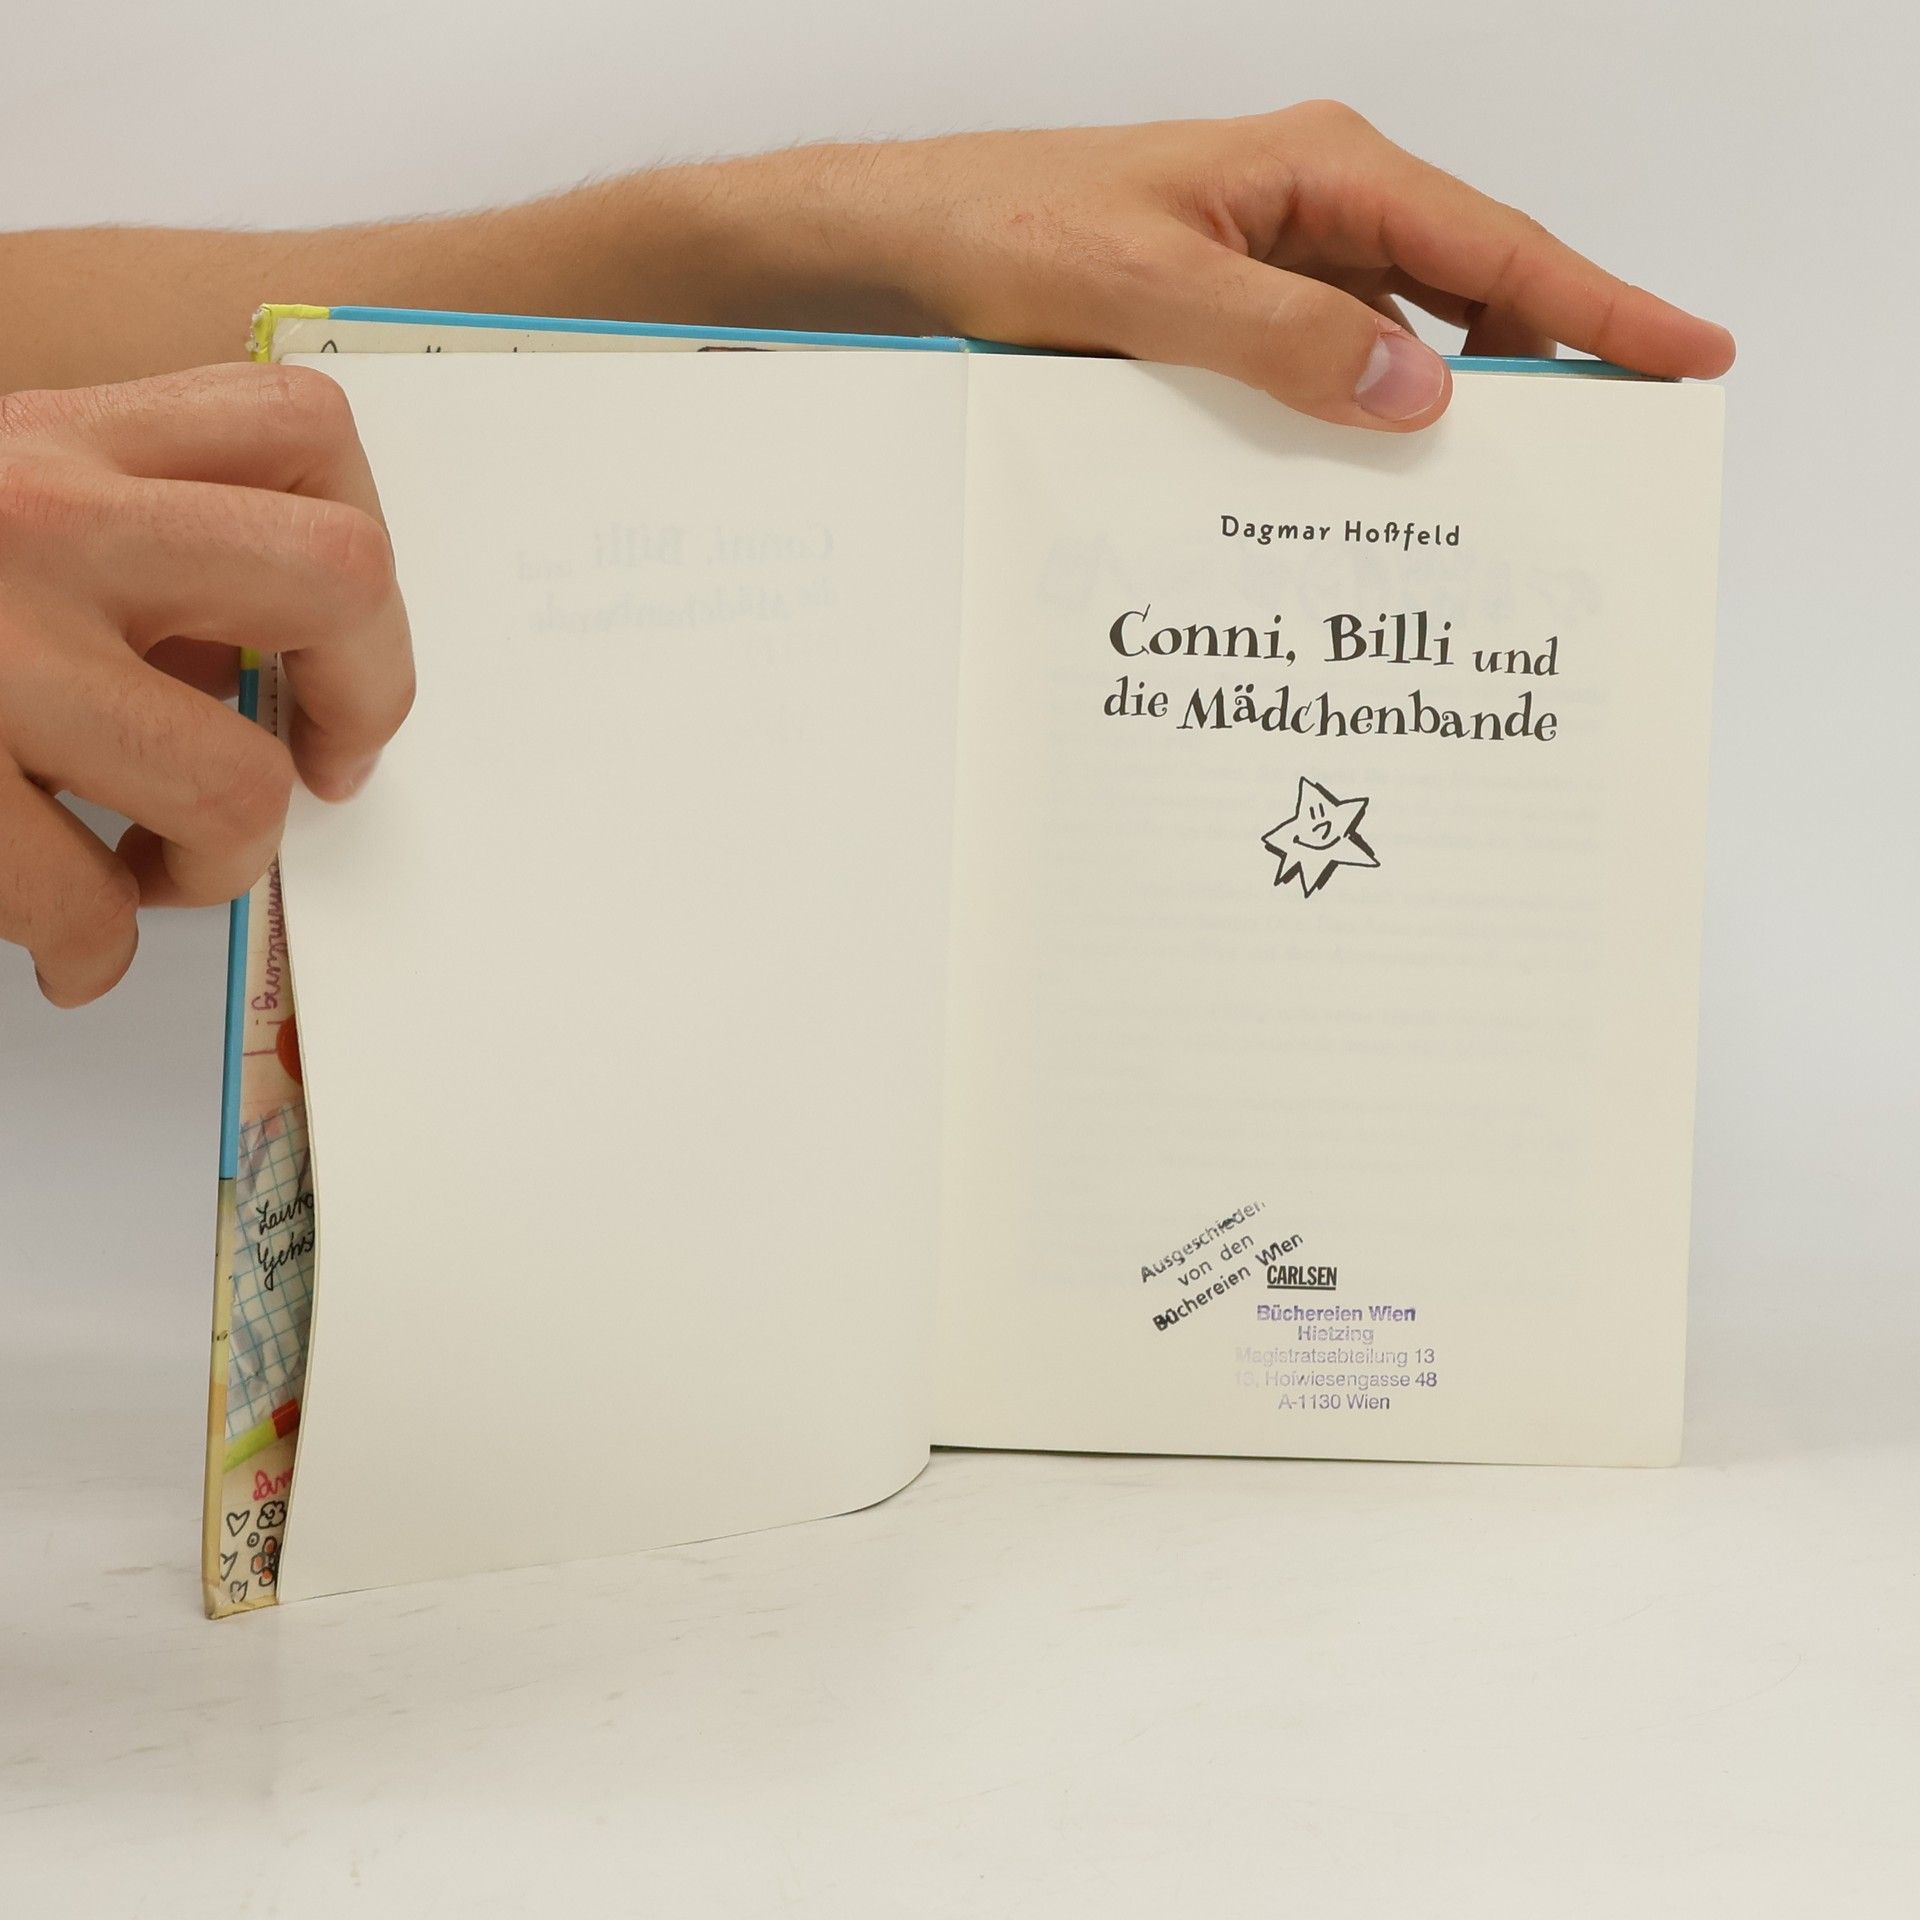 Dagmar Hoßfeld
Conni, Billi und
die Mädchenbande
Ausgeschieden
von den
Büchereien Wien
CARLSEN
Büchereien Wien
Hietzing
Magistratsabteilung 13
13, Hofwiesengasse 48
A-1130 Wien